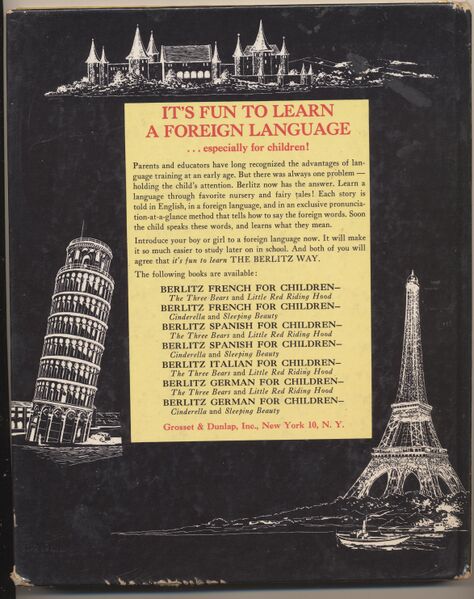 IT'S FUN TO LEARN
A FOREIGN LANGUAGE
... especially for children!
Parents and educators have long recognized the advantages of lan-
guage training at an early age. But there was always one problem —
holding the child's attention. Berlitz now has the answer. Learn a
language through favorite nursery and fairy tales! Each story is
told in English, in a foreign language, and in an exclusive pronuncia-
tion-at-a-glance method that tells how to say the foreign words. Soon
the child speaks these words, and learns what they mean.
Introduce your boy or girl to a foreign language now. It will make
it so much easier to study later on in school. And both of you will
agree that it's fun to learn THE BERLITZ WAY.
The following books are available:
BERLITZ FRENCH FOR CHILDREN–
The Three Bears and Little Red Riding Hood
BERLITZ FRENCH FOR CHILDREN–
Cinderella and Sleeping Beauty
BERLITZ SPANISH FOR CHILDREN–
The Three Bears and Little Red Riding Hood
BERLITZ SPANISH FOR CHILDREN–
Cinderella and Sleeping Beauty
BERLITZ ITALIAN FOR CHILDREN–
The Three Bears and Little Red Riding Hood
BERLITZ GERMAN FOR CHILDREN–
The Three Bears and Little Red Riding Hood
BERLITZ GERMAN FOR CHILDREN–
Cinderella and Sleeping Beauty
Grosset & Dunlap, Inc., New York 10, N. Y.